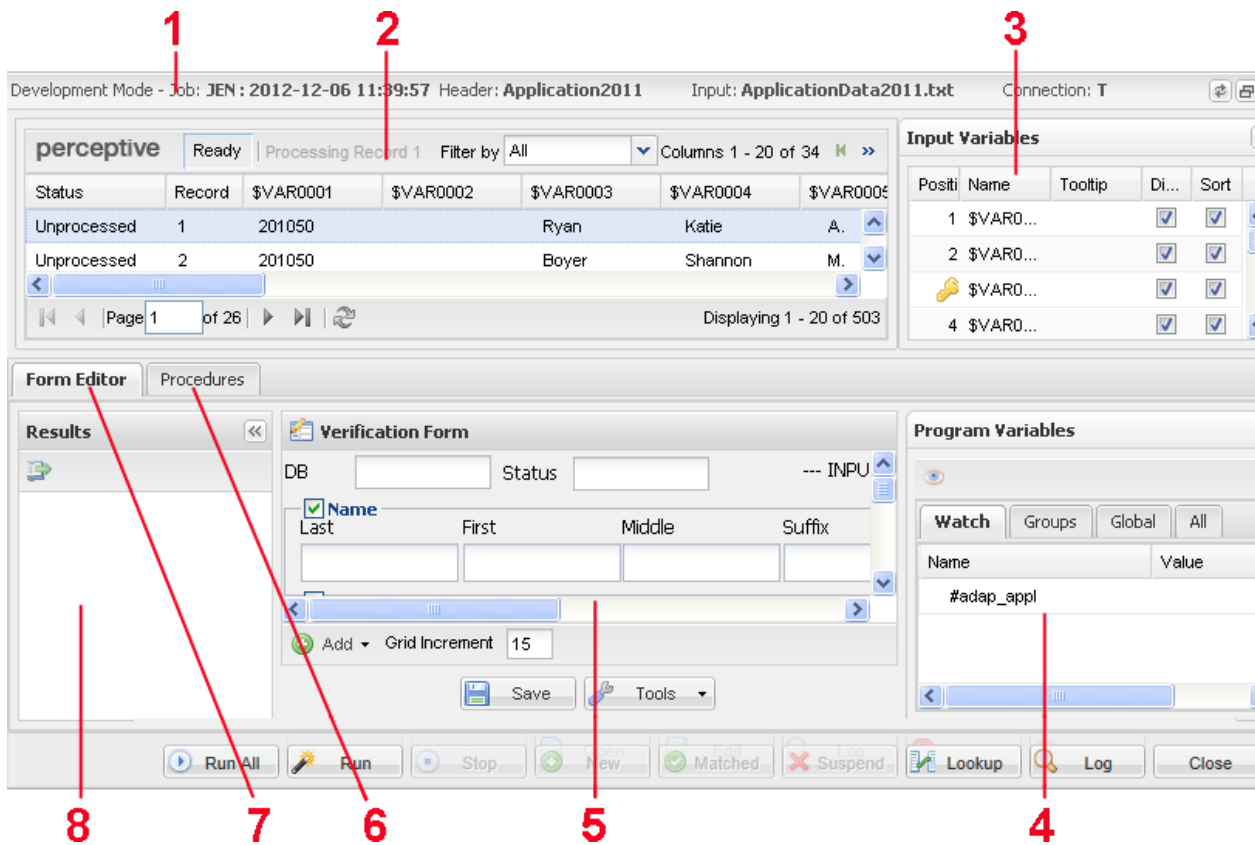 1 2 3
Development Mode - Job: JEN : 2012-12-06 11:39:57 Header: Application2011 Input: ApplicationData2011.txt Connection: T
perceptive Ready Processing Record 1 Filter by All Columns 1 - 20 of 34
Status Record $VAR0001 $VAR0002 $VAR0003 $VAR0004 $VAR0005
Unprocessed 1 201050 Ryan Katie A.
Unprocessed 2 201050 Boyer Shannon M.
Page 1 of 26 Displaying 1 - 20 of 503
Input Variables
Positi Name Tooltip Di... Sort
1 $VAR0...
2 $VAR0...
$VAR0...
4 $VAR0...
Form Editor Procedures
Results
Verification Form
DB Status --- INPU
Name
Last First Middle Suffix
Add Grid Increment 15
Save Tools
Program Variables
Watch Groups Global All
Name Value
#adap_appl
Run All Run Stop Open New Edit Matched Log Suspend Lookup Log Close
8 7 6 5 4